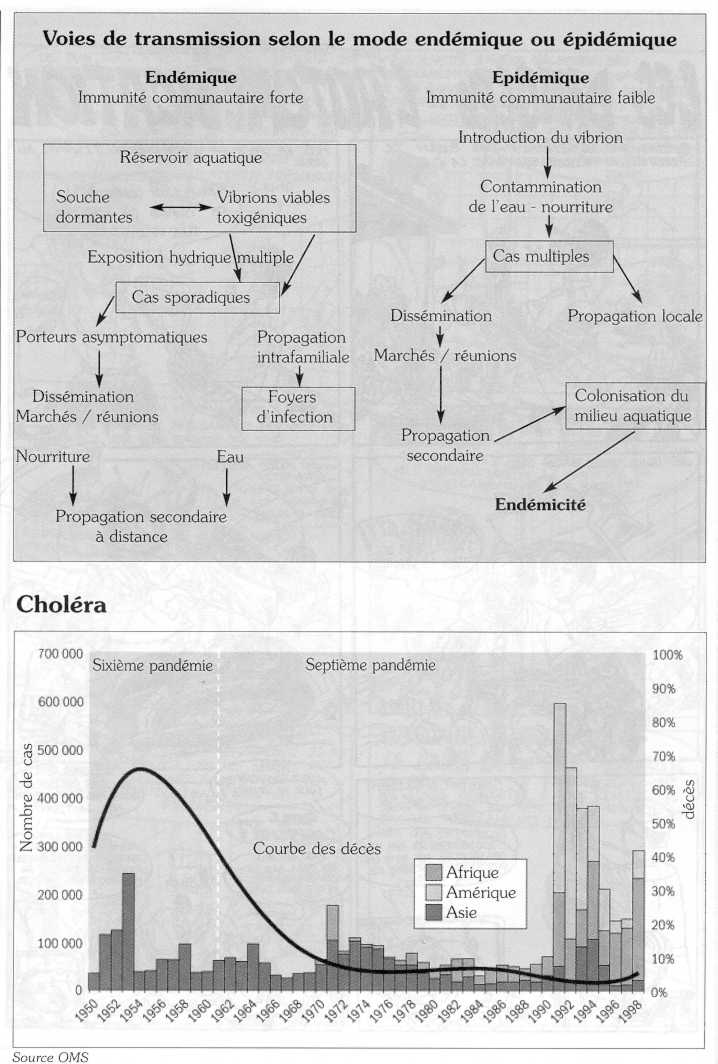 Voies de transmission selon le mode endémique ou épidémique
Endémique
Immunité communautaire forte
Réservoir aquatique
Souche
dormantes
Vibrions viables
toxigéniques
Exposition hydrique multiple
Cas sporadiques
Porteurs asymptomatiques
Propagation
intrafamiliale
Dissémination
Marchés / réunions
Foyers
d'infection
Nourriture
Eau
Propagation secondaire
à distance
Epidémique
Immunité communautaire faible
Introduction du vibrion
Contammination
de l'eau - nourriture
Cas multiples
Dissémination
Propagation locale
Marchés / réunions
Colonisation du
milieu aquatique
Propagation
secondaire
Endémicité
Choléra
Sixième pandémie
Septième pandémie
Nombre de cas
700 000
600 000
500 000
400 000
300 000
200 000
100 000
0
100%
90%
80%
70%
60%
50%
40%
30%
20%
10%
0%
décès
Courbe des décès
Afrique
Amérique
Asie
1950
1952
1954
1956
1958
1960
1962
1964
1966
1968
1970
1972
1974
1976
1978
1980
1982
1984
1986
1988
1990
1992
1994
1996
1998
Source OMS